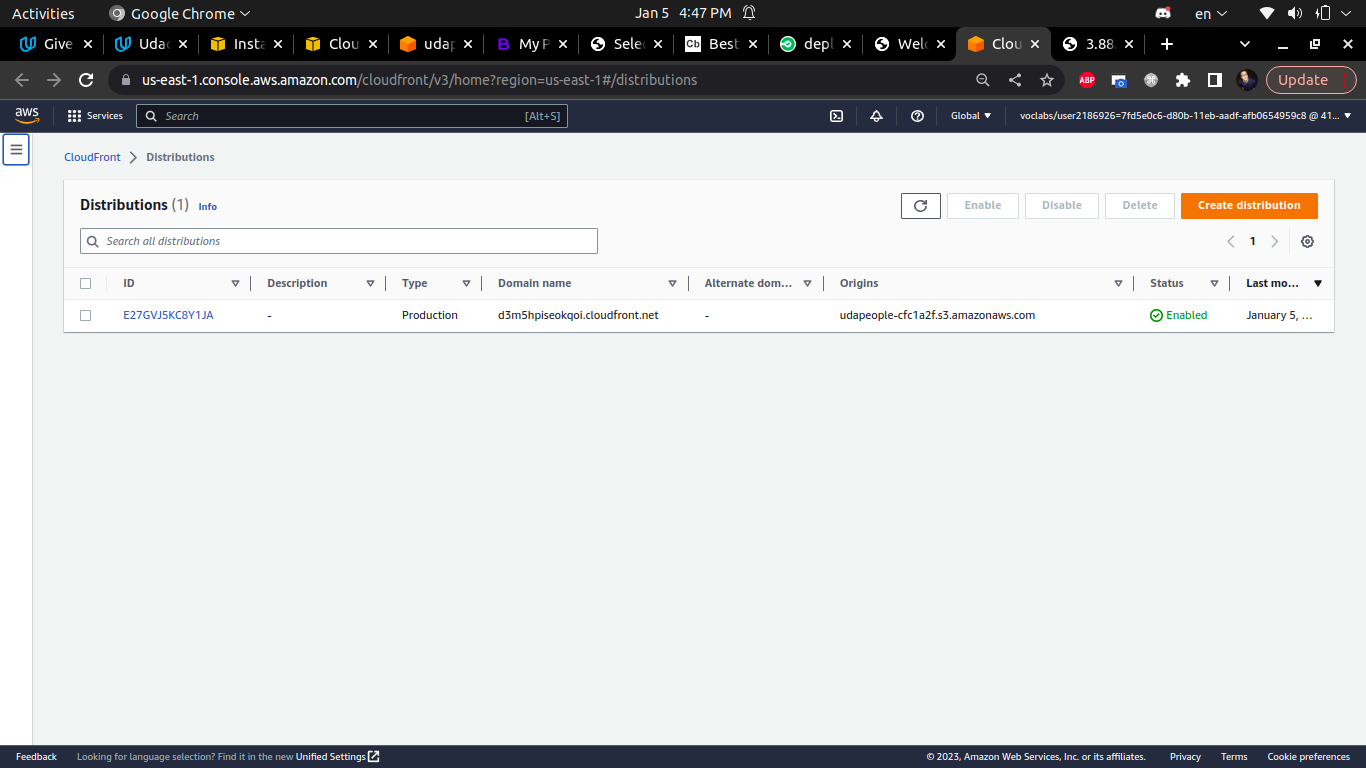 Activities Google Chrome Jan 5 4:47 PM en
Give Udac Insta Clou udap My P Selec Cb Best depl Welc Clou 3.88.
us-east-1.console.aws.amazon.com/cloudfront/v3/home?region=us-east-1#/distributions ABP Update
aws Services Search [Alt+S] Global voclabs/user2186926=7fd5e0c6-d80b-11eb-aadf-afb0654959c8 @ 41...
CloudFront Distributions
Distributions (1) Info Enable Disable Delete Create distribution
Search all distributions 1
ID Description Type Domain name Alternate dom... Origins Status Last mo...
E27GVJ5KC8Y1JA - Production d3m5hpiseokqoi.cloudfront.net - udapeople-cfc1a2f.s3.amazonaws.com Enabled January 5, ...
Feedback Looking for language selection? Find it in the new Unified Settings © 2023, Amazon Web Services, Inc. or its affiliates. Privacy Terms Cookie preferences